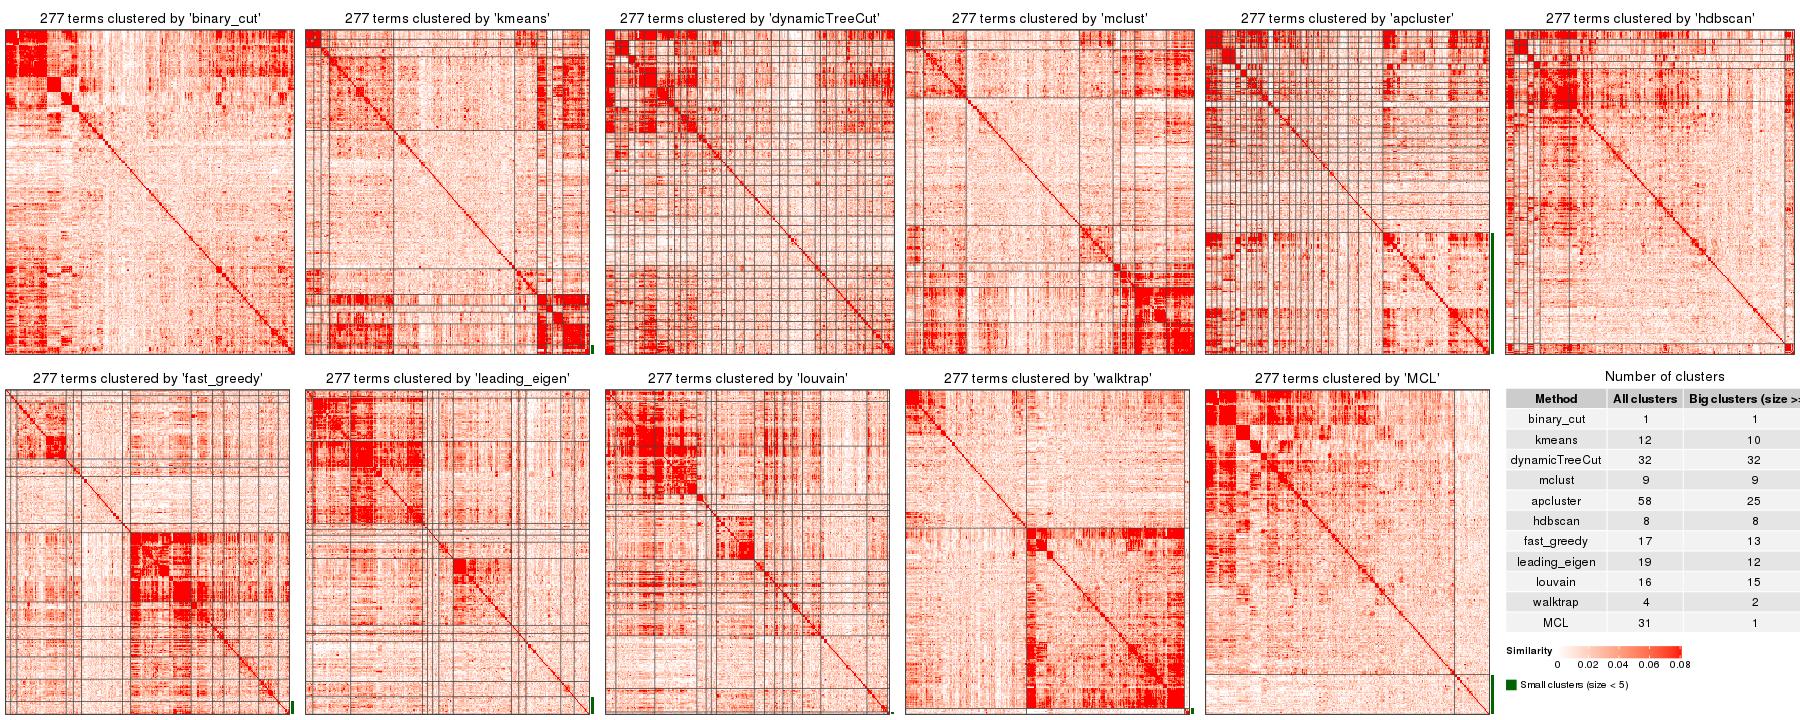 277 terms clustered by 'binary_cut'
277 terms clustered by 'kmeans'
277 terms clustered by 'dynamicTreeCut'
277 terms clustered by 'mclust'
277 terms clustered by 'apcluster'
277 terms clustered by 'hdbscan'
277 terms clustered by 'fast_greedy'
277 terms clustered by 'leading_eigen'
277 terms clustered by 'louvain'
277 terms clustered by 'walktrap'
277 terms clustered by 'MCL'
Number of clusters
Method All clusters Big clusters (size >=
binary_cut 1 1
kmeans 12 10
dynamicTreeCut 32 32
mclust 9 9
apcluster 58 25
hdbscan 8 8
fast_greedy 17 13
leading_eigen 19 12
louvain 16 15
walktrap 4 2
MCL 31 1
Similarity
0 0.02 0.04 0.06 0.08
Small clusters (size < 5)